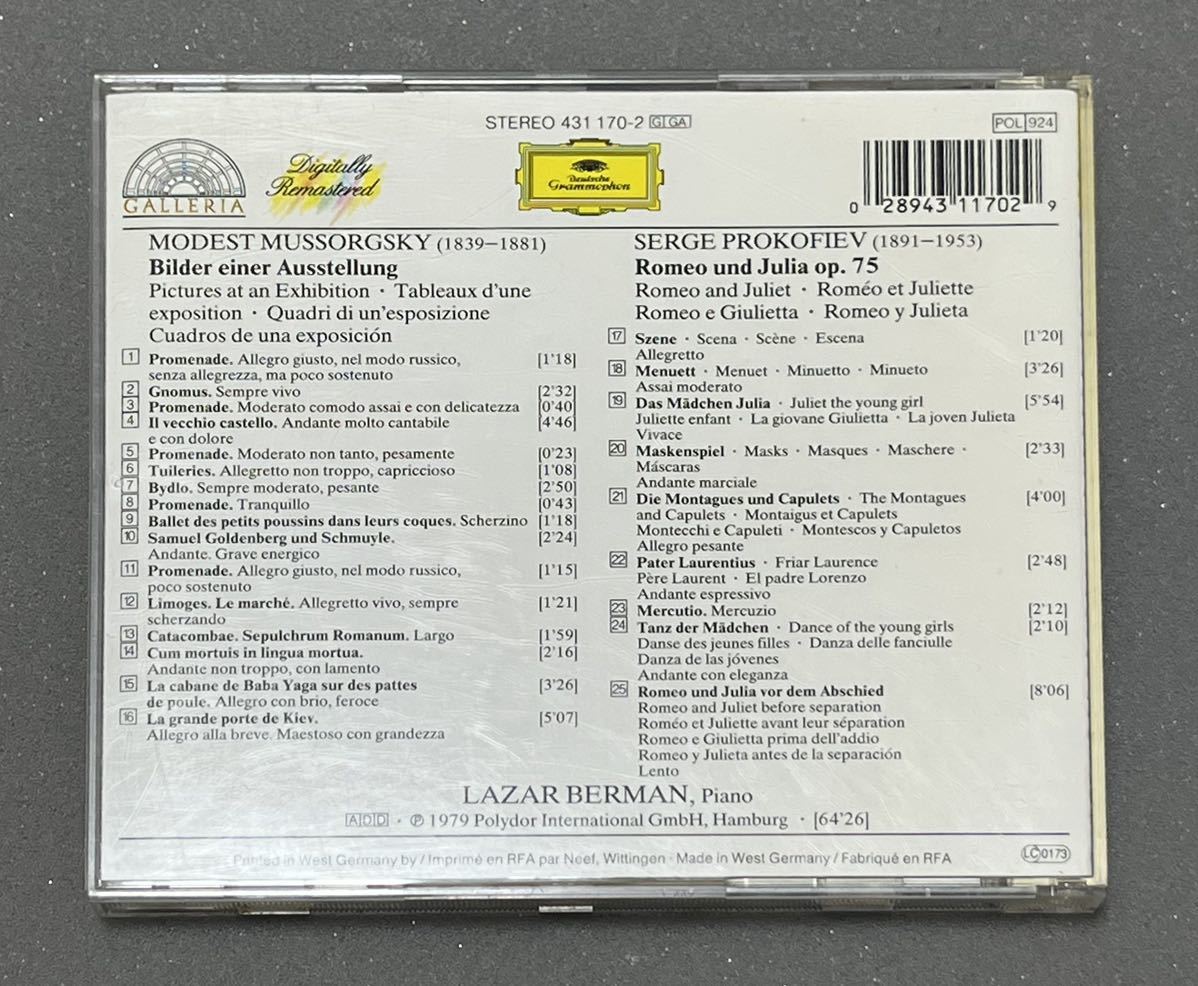 STEREO 431 170-2 GI GA
POL 924
GALLERIA
Digitally
Remastered
Deutsche
Grammophon
0 28943 11702 9
MODEST MUSSORGSKY (1839–1881)
Bilder einer Ausstellung
Pictures at an Exhibition · Tableaux d'une
exposition · Quadri di un'esposizione
Cuadros de una exposición
1 Promenade. Allegro giusto, nel modo russico, [1'18]
senza allegrezza, ma poco sostenuto
2 Gnomus. Sempre vivo [2'32]
3 Promenade. Moderato comodo assai e con delicatezza [0'40]
4 Il vecchio castello. Andante molto cantabile [4'46]
e con dolore
5 Promenade. Moderato non tanto, pesamente [0'23]
6 Tuileries. Allegretto non troppo, capriccioso [1'08]
7 Bydlo. Sempre moderato, pesante [2'50]
8 Promenade. Tranquillo [0'43]
9 Ballet des petits poussins dans leurs coques. Scherzino [1'18]
10 Samuel Goldenberg und Schmuyle. [2'24]
Andante. Grave energico
11 Promenade. Allegro giusto, nel modo russico, [1'15]
poco sostenuto
12 Limoges. Le marché. Allegretto vivo, sempre [1'21]
scherzando
13 Catacombae. Sepulchrum Romanum. Largo [1'59]
14 Cum mortuis in lingua mortua. [2'16]
Andante non troppo, con lamento
15 La cabane de Baba Yaga sur des pattes [3'26]
de poule. Allegro con brio, feroce
16 La grande porte de Kiev. [5'07]
Allegro alla breve. Maestoso con grandezza
SERGE PROKOFIEV (1891–1953)
Romeo und Julia op. 75
Romeo and Juliet · Roméo et Juliette
Romeo e Giulietta · Romeo y Julieta
17 Szene · Scena · Scène · Escena [1'20]
Allegretto
18 Menuett · Menuet · Minuetto · Minueto [3'26]
Assai moderato
19 Das Mädchen Julia · Juliet the young girl [5'54]
Juliette enfant · La giovane Giulietta · La joven Julieta
Vivace
20 Maskenspiel · Masks · Masques · Maschere · [2'33]
Máscaras
Andante marciale
21 Die Montagues und Capulets · The Montagues [4'00]
and Capulets · Montaigus et Capulets
Montecchi e Capuleti · Montescos y Capuletos
Allegro pesante
22 Pater Laurentius · Friar Laurence [2'48]
Père Laurent · El padre Lorenzo
Andante espressivo
23 Mercutio. Mercuzio [2'12]
24 Tanz der Mädchen · Dance of the young girls [2'10]
Danse des jeunes filles · Danza delle fanciulle
Danza de las jóvenes
Andante con eleganza
25 Romeo und Julia vor dem Abschied [8'06]
Romeo and Juliet before separation
Roméo et Juliette avant leur séparation
Romeo e Giulietta prima dell'addio
Romeo y Julieta antes de la separación
Lento
LAZAR BERMAN, Piano
ADD · ℗ 1979 Polydor International GmbH, Hamburg · [64'26]
Printed in West Germany by / Imprimé en RFA par Neef, Wittingen · Made in West Germany / Fabriqué en RFA
LC 0173